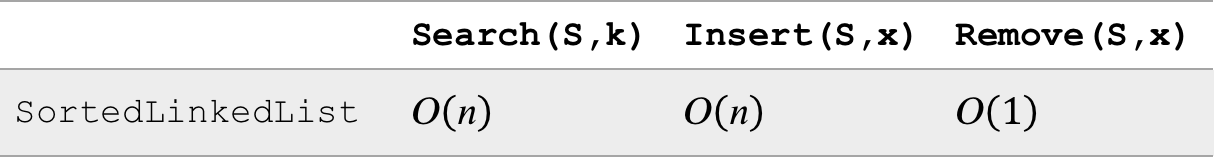 Search(S,k) Insert(S,x) Remove(S,x)
SortedLinkedList O(n) O(n) O(1)